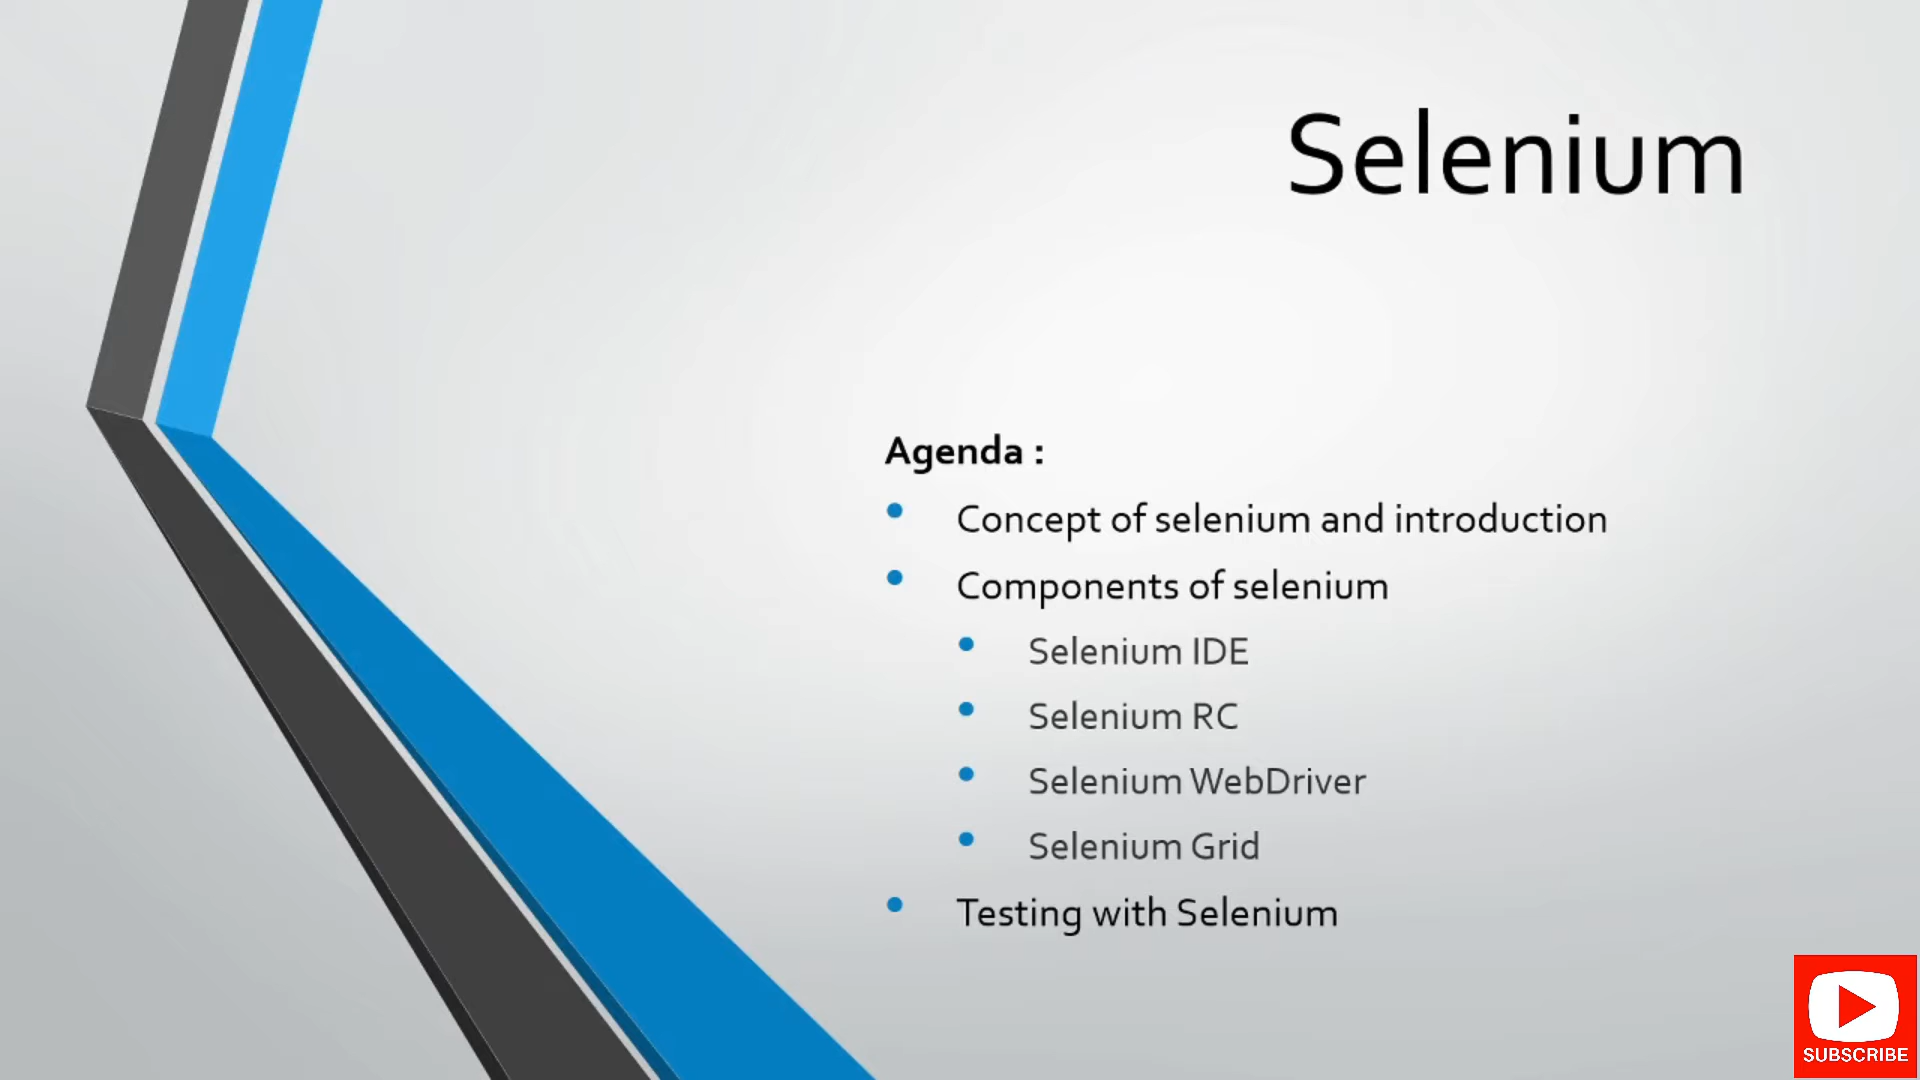 Selenium
Agenda :
Concept of selenium and introduction
Components of selenium
Selenium IDE
Selenium RC
Selenium WebDriver
Selenium Grid
Testing with Selenium
SUBSCRIBE